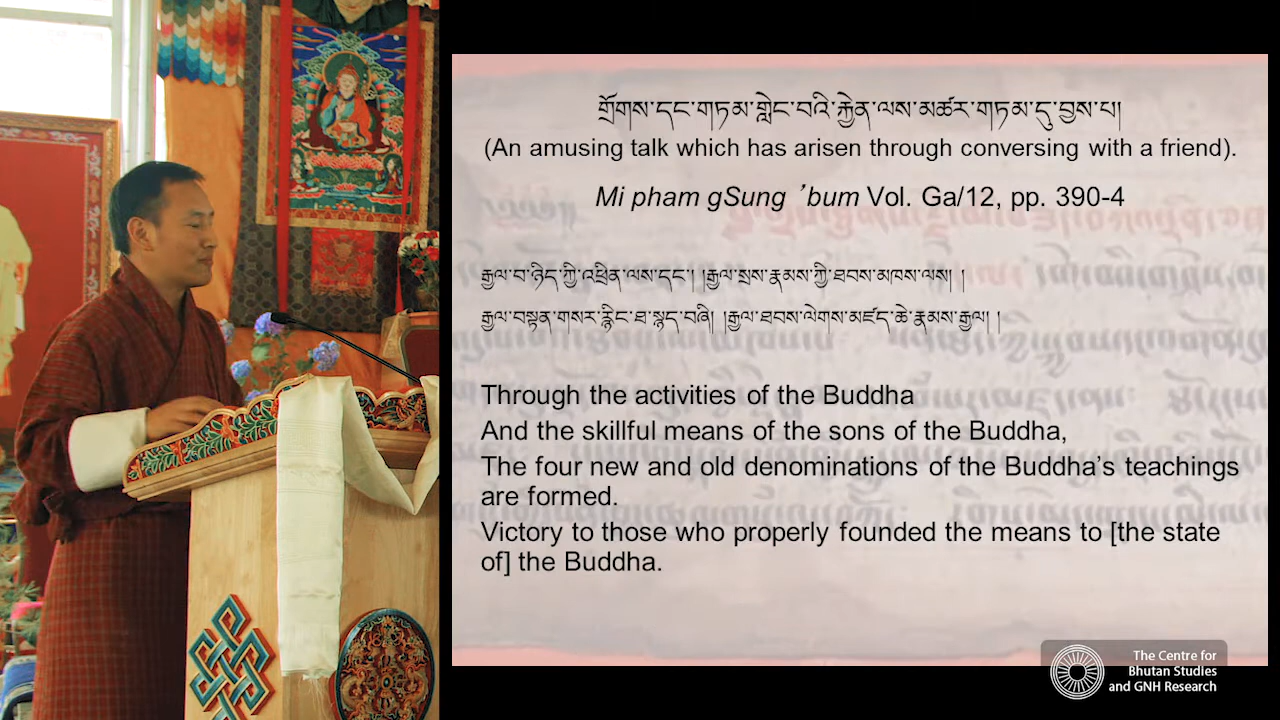 གྲོགས་དང་གཏམ་གླེང་བའི་རྐྱེན་ལས་མཚར་གཏམ་དུ་བྱས་པ།
(An amusing talk which has arisen through conversing with a friend).
Mi pham gSung ʼbum Vol. Ga/12, pp. 390-4
རྒྱལ་བ་ཉིད་ཀྱི་འཕྲིན་ལས་དང་། །རྒྱལ་སྲས་རྣམས་ཀྱི་ཐབས་མཁས་ལས། །
རྒྱལ་བསྟན་གསར་རྙིང་ཐ་སྙད་བཞི། །རྒྱལ་ཐབས་ལེགས་མཛད་ཆེ་རྣམས་རྒྱལ། །
Through the activities of the Buddha
And the skillful means of the sons of the Buddha,
The four new and old denominations of the Buddha’s teachings
are formed.
Victory to those who properly founded the means to [the state
of] the Buddha.
The Centre for
Bhutan Studies
and GNH Research